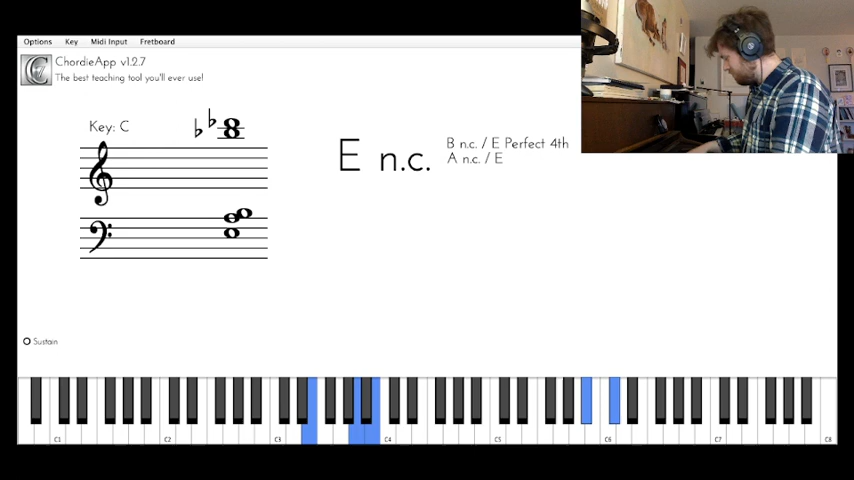 Options Key Midi Input Fretboard
ChordieApp v1.2.7
The best teaching tool you'll ever use!
Key: C
E n.c.
B n.c. / E Perfect 4th
A n.c. / E
Sustain
C1 C2 C3 C4 C5 C6 C7 C8